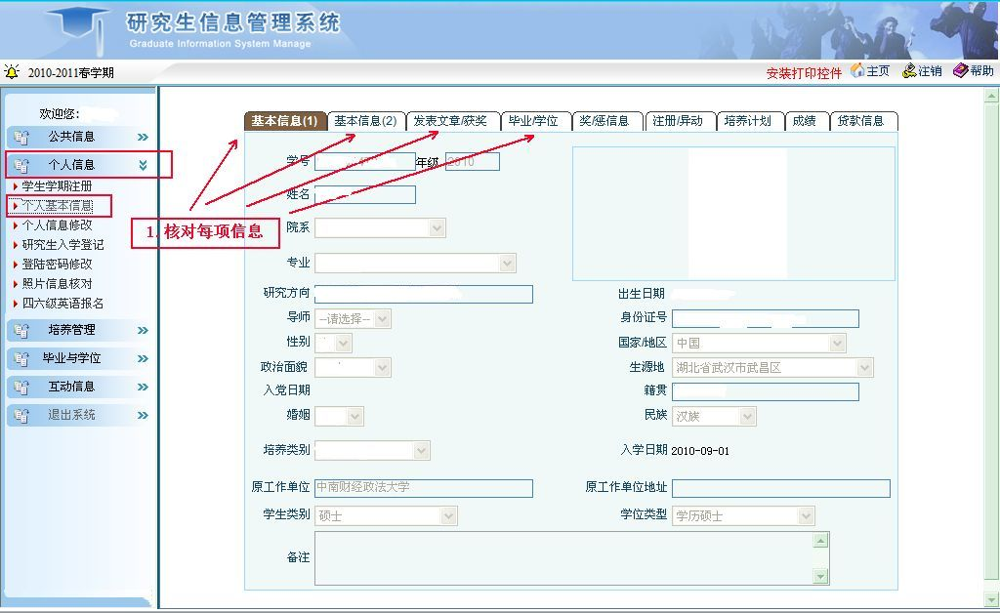 研究生信息管理系统
Graduate Information System Manage
2010-2011春学期
安装打印控件 主页 注销 帮助
欢迎您:
公共信息
个人信息
学生学期注册
个人基本信息
个人信息修改
研究生入学登记
登陆密码修改
照片信息核对
四六级英语报名
培养管理
毕业与学位
互动信息
退出系统
基本信息(1) 基本信息(2) 发表文章/获奖 毕业/学位 奖/惩信息 注册/异动 培养计划 成绩 贷款信息
学号 年级 2010
姓名
1. 核对每项信息
院系
专业
研究方向 出生日期
导师 --请选择-- 身份证号
性别 国家/地区 中国
政治面貌 生源地 湖北省武汉市武昌区
入党日期 籍贯
婚姻 民族 汉族
培养类别 入学日期 2010-09-01
原工作单位 中南财经政法大学 原工作单位地址
学生类别 硕士 学位类型 学历硕士
备注